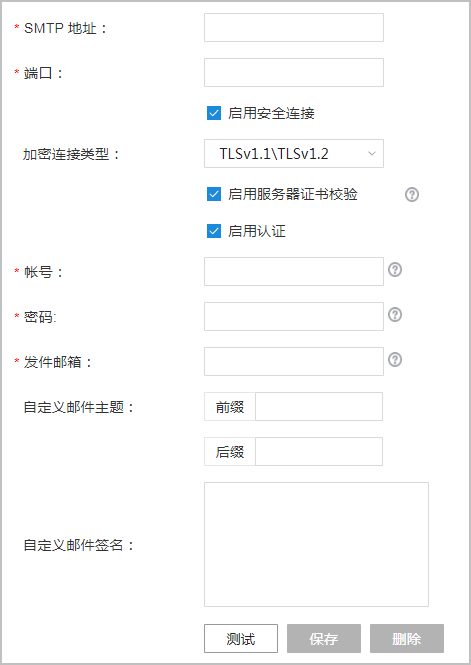 * SMTP 地址：
* 端口：
启用安全连接
加密连接类型： TLSv1.1\TLSv1.2
启用服务器证书校验 ?
启用认证
* 帐号： ?
* 密码: ?
* 发件邮箱： ?
自定义邮件主题： 前缀
后缀
自定义邮件签名：
测试 保存 删除